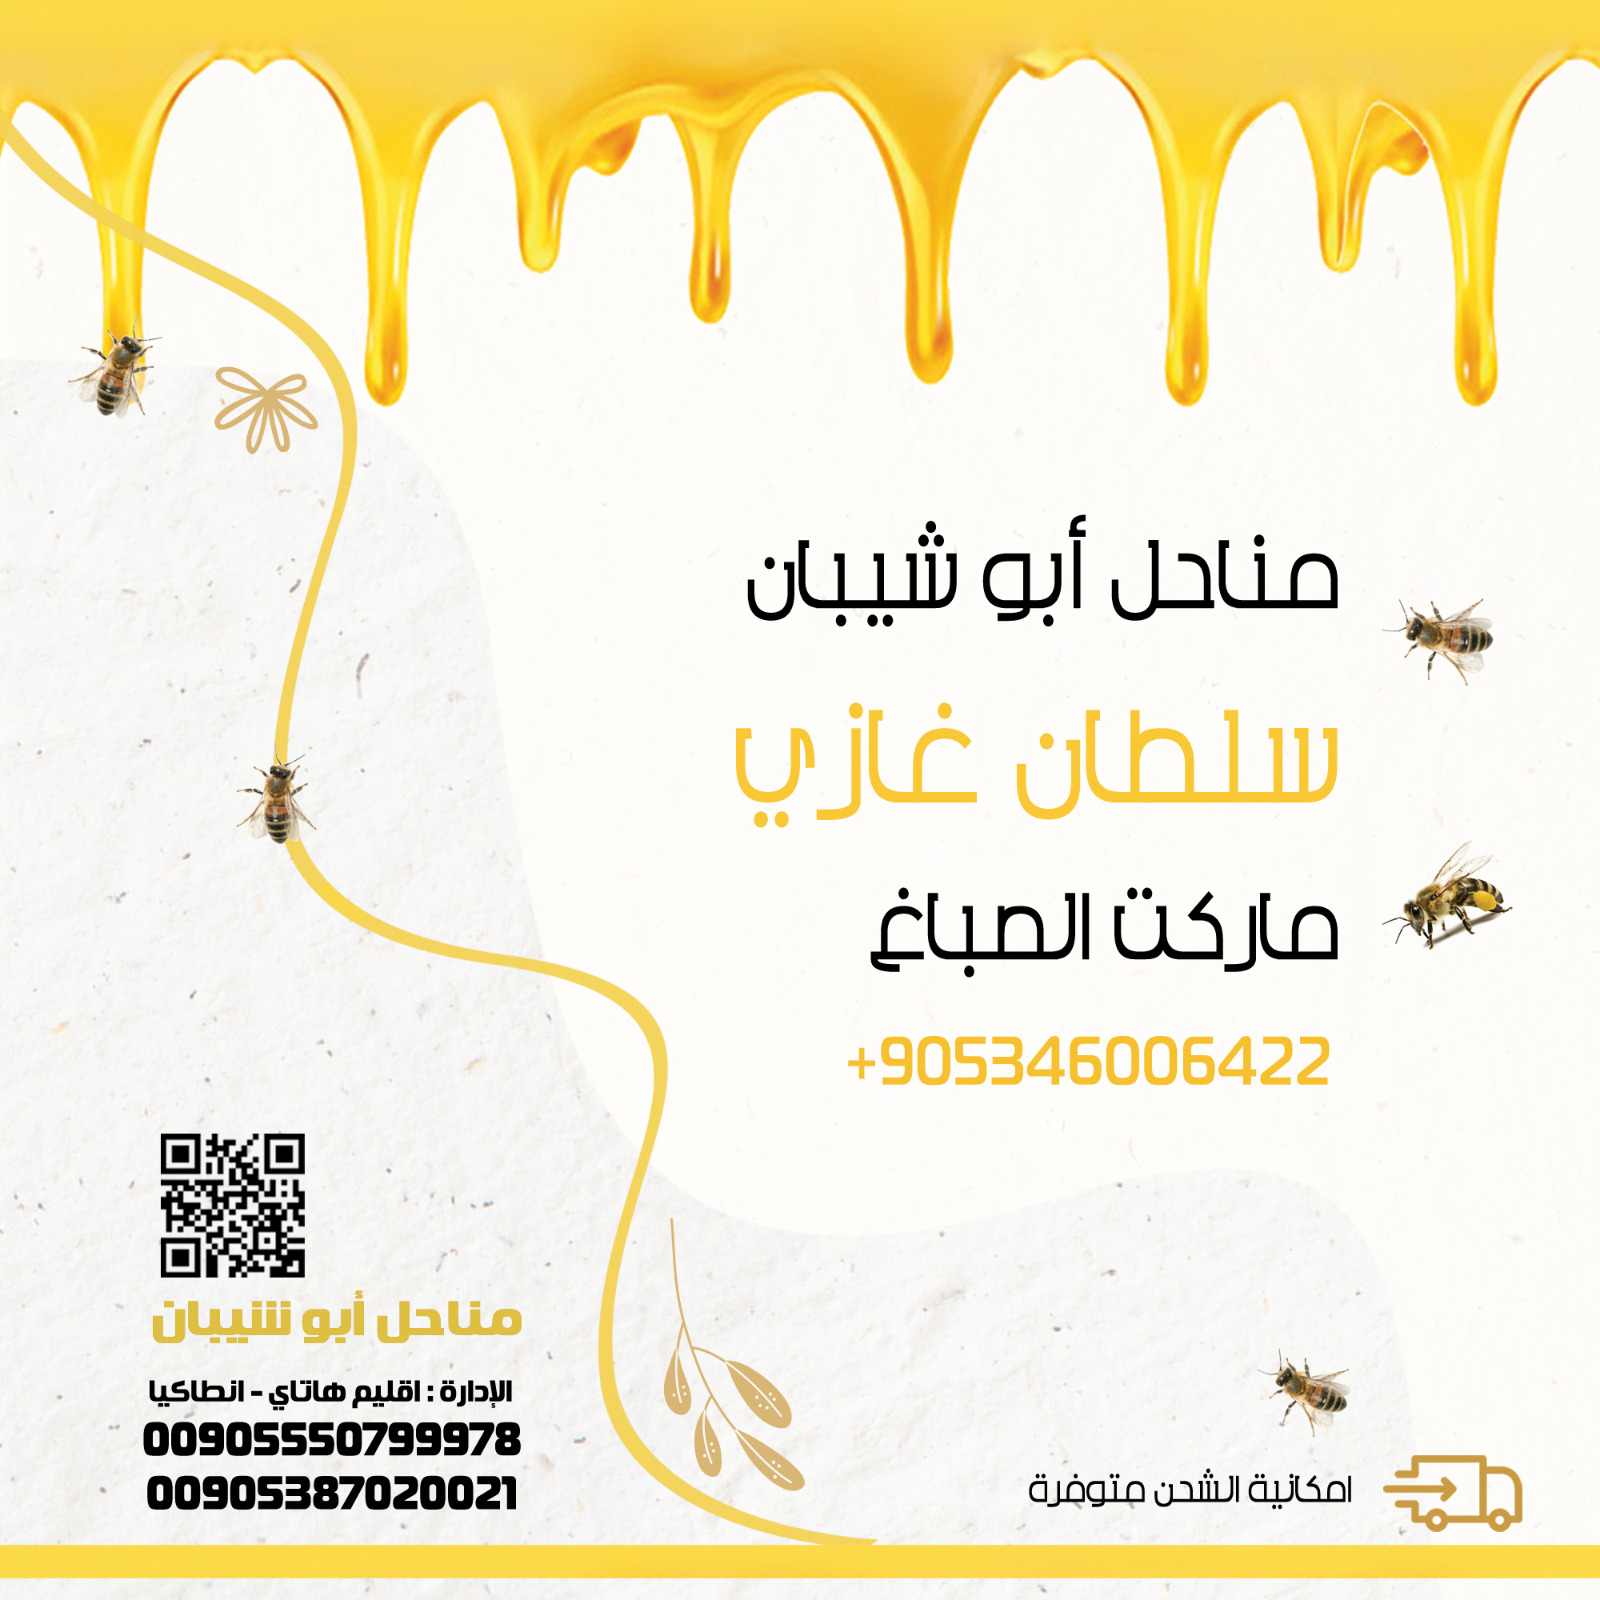 مناحل أبو شيبان
سلطان غازي
ماركت الصباغ
+905346006422
مناحل أبو شيبان
الإدارة : اقليم هاتاي - انطاكيا
00905550799978
00905387020021
امكانية الشحن متوفرة